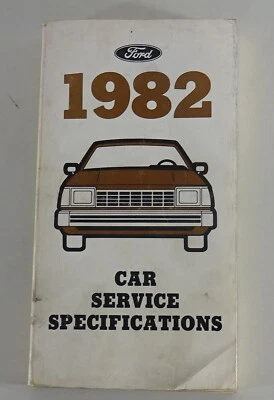 Ford
1982
CAR
SERVICE
SPECIFICATIONS